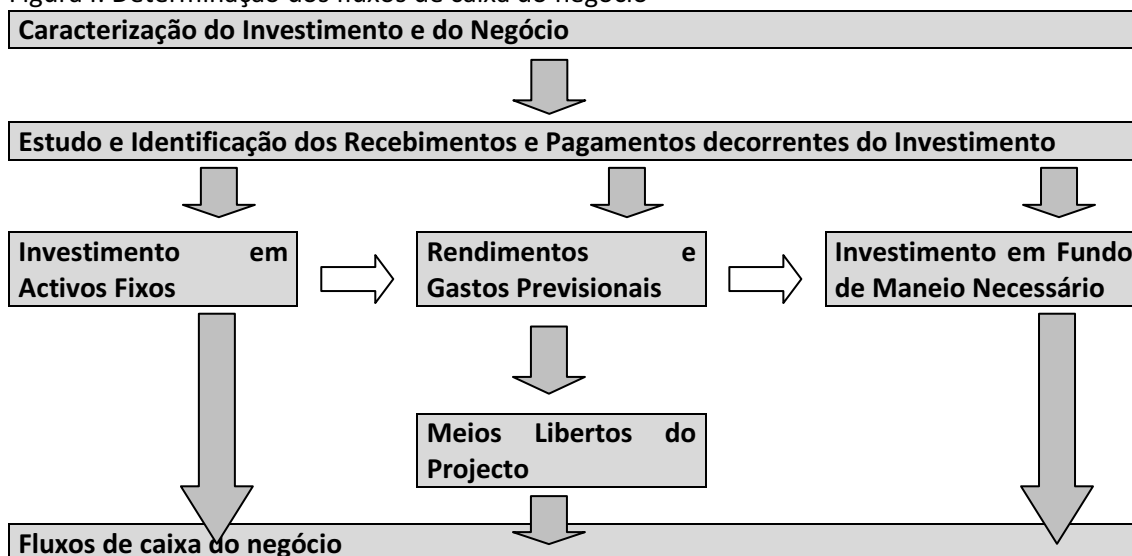 Figura I. Determinação dos fluxos de caixa do negócio
Caracterização do Investimento e do Negócio
Estudo e Identificação dos Recebimentos e Pagamentos decorrentes do Investimento
Investimento em
Activos Fixos
Rendimentos e
Gastos Previsionais
Investimento em Fundo
de Maneio Necessário
Meios Libertos do
Projecto
Fluxos de caixa do negócio